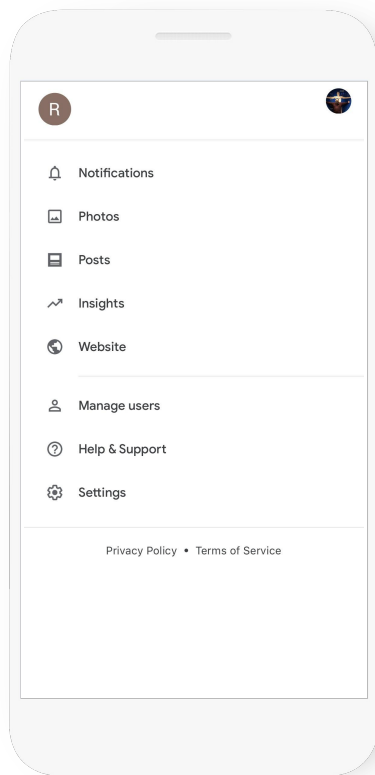 R
Notifications
Photos
Posts
Insights
Website
Manage users
Help & Support
Settings
Privacy Policy • Terms of Service